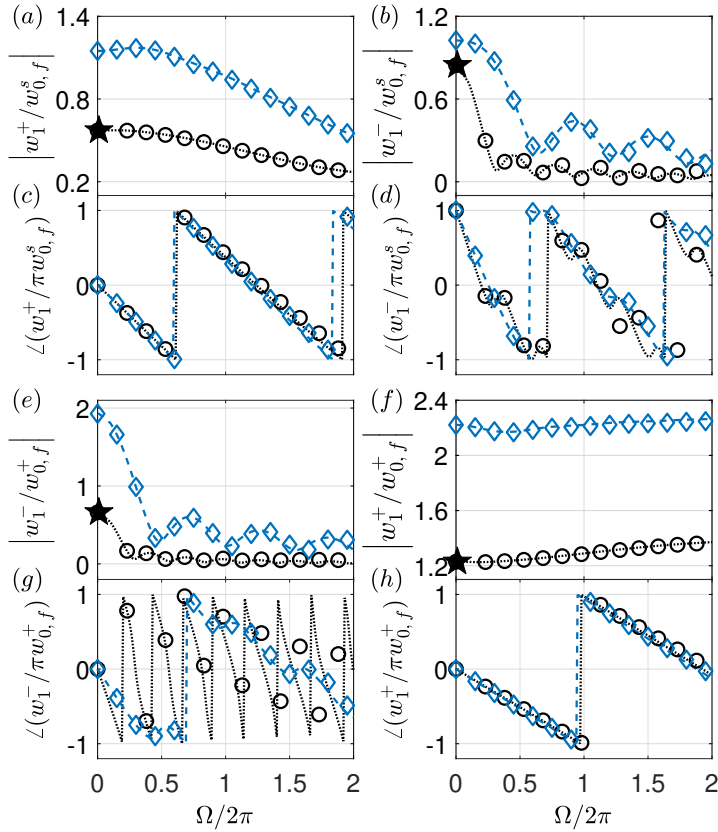 (a)
1.4
0.8
0.2
|w₁⁺/w₀,fˢ|
(b)
1.2
0.6
0
|w₁⁻/w₀,fˢ|
(c)
1
0
-1
∠(w₁⁺/πw₀,fˢ)
(d)
1
0
-1
∠(w₁⁻/πw₀,fˢ)
(e)
2
1
0
|w₁⁻/w₀,f⁺|
(f)
2.4
2
1.6
1.2
|w₁⁺/w₀,f⁺|
(g)
1
0
-1
∠(w₁⁻/πw₀,f⁺)
0 0.5 1 1.5 2
Ω/2π
(h)
1
0
-1
∠(w₁⁺/πw₀,f⁺)
0 0.5 1 1.5 2
Ω/2π